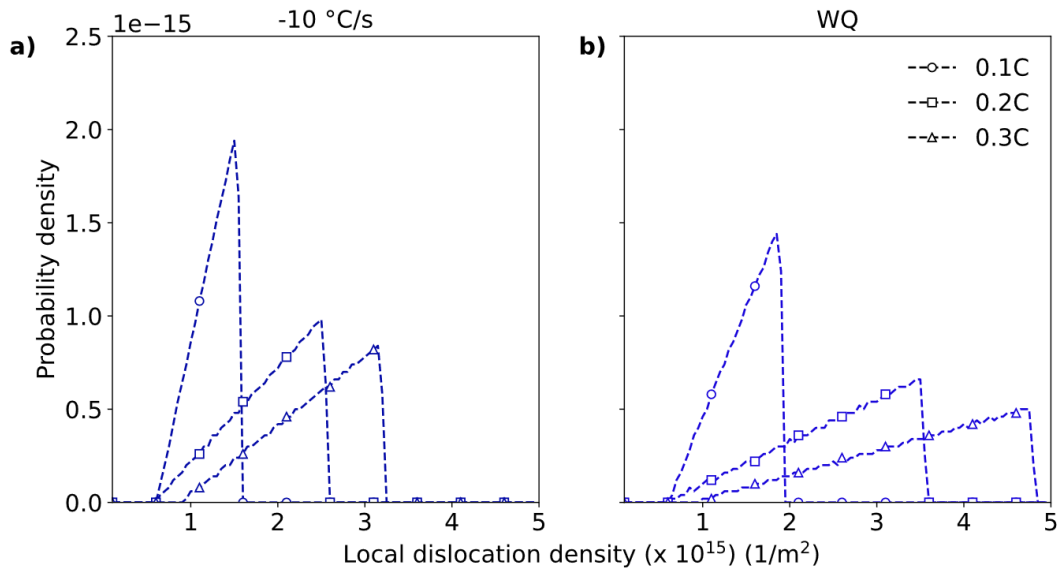 1e−15
-10 °C/s
WQ
a)
b)
2.5
2.0
1.5
1.0
0.5
0.0
Probability density
0.1C
0.2C
0.3C
1 2 3 4 5
1 2 3 4 5
Local dislocation density (x 10¹⁵) (1/m²)